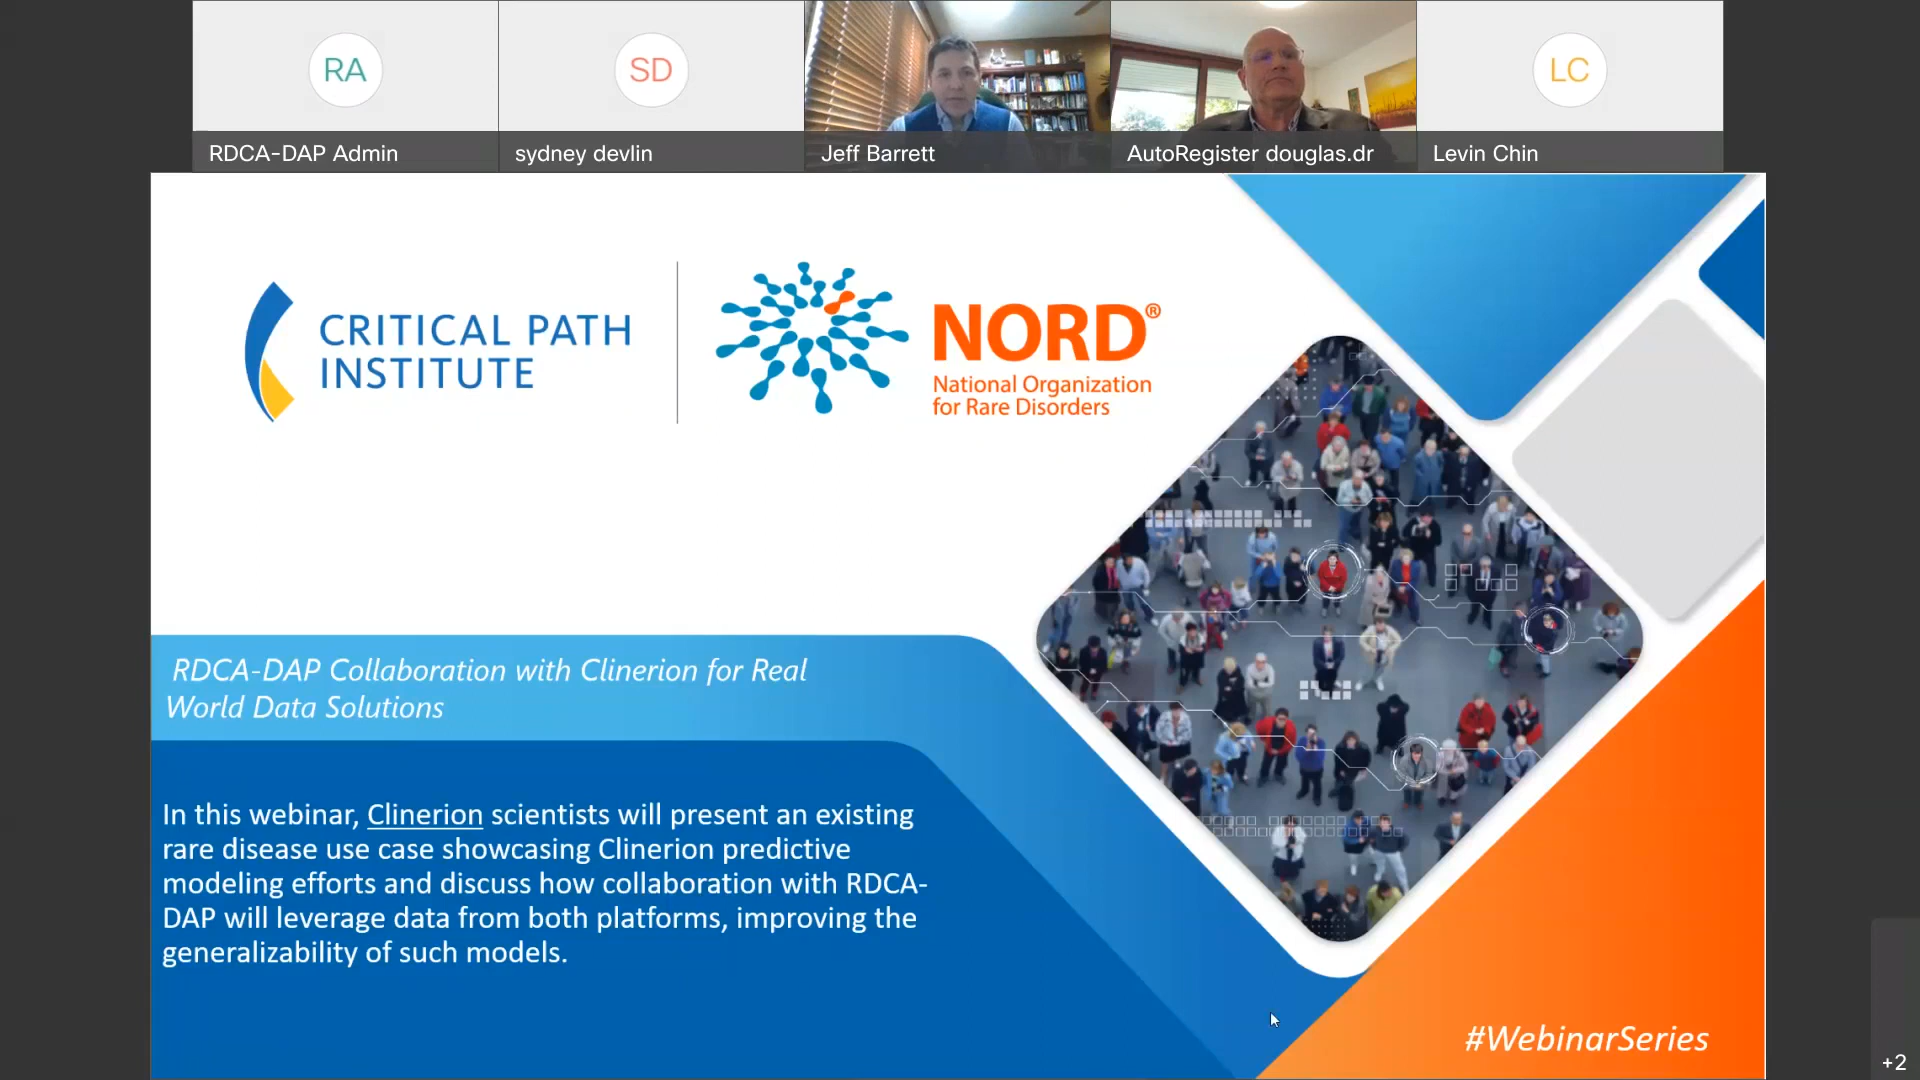 RA
SD
LC
RDCA-DAP Admin
sydney devlin
Jeff Barrett
AutoRegister douglas.dr
Levin Chin
CRITICAL PATH
INSTITUTE
NORD®
National Organization
for Rare Disorders
RDCA-DAP Collaboration with Clinerion for Real
World Data Solutions
In this webinar, Clinerion scientists will present an existing
rare disease use case showcasing Clinerion predictive
modeling efforts and discuss how collaboration with RDCA-
DAP will leverage data from both platforms, improving the
generalizability of such models.
#WebinarSeries
+2